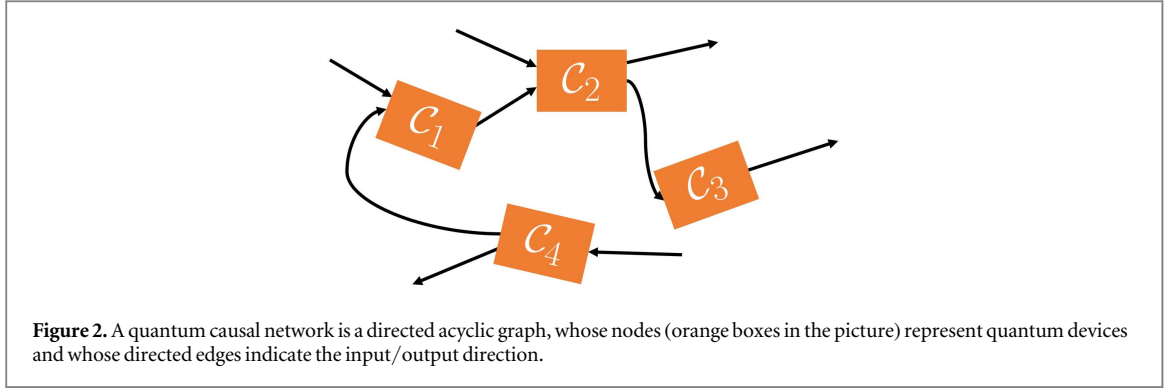 C₂
C₁
C₃
C₄
Figure 2. A quantum causal network is a directed acyclic graph, whose nodes (orange boxes in the picture) represent quantum devices
and whose directed edges indicate the input/output direction.